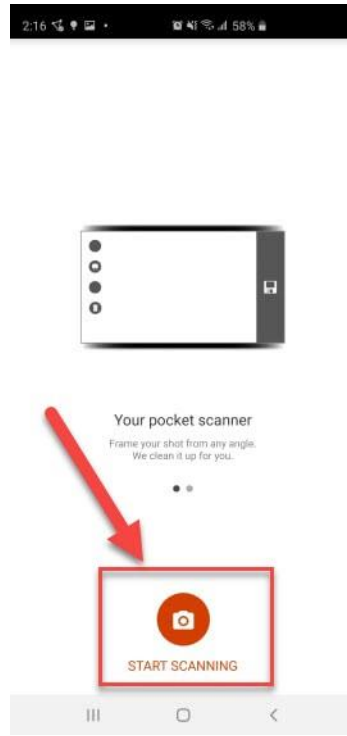 2:16 58%
Your pocket scanner
Frame your shot from any angle.
We clean it up for you.
START SCANNING